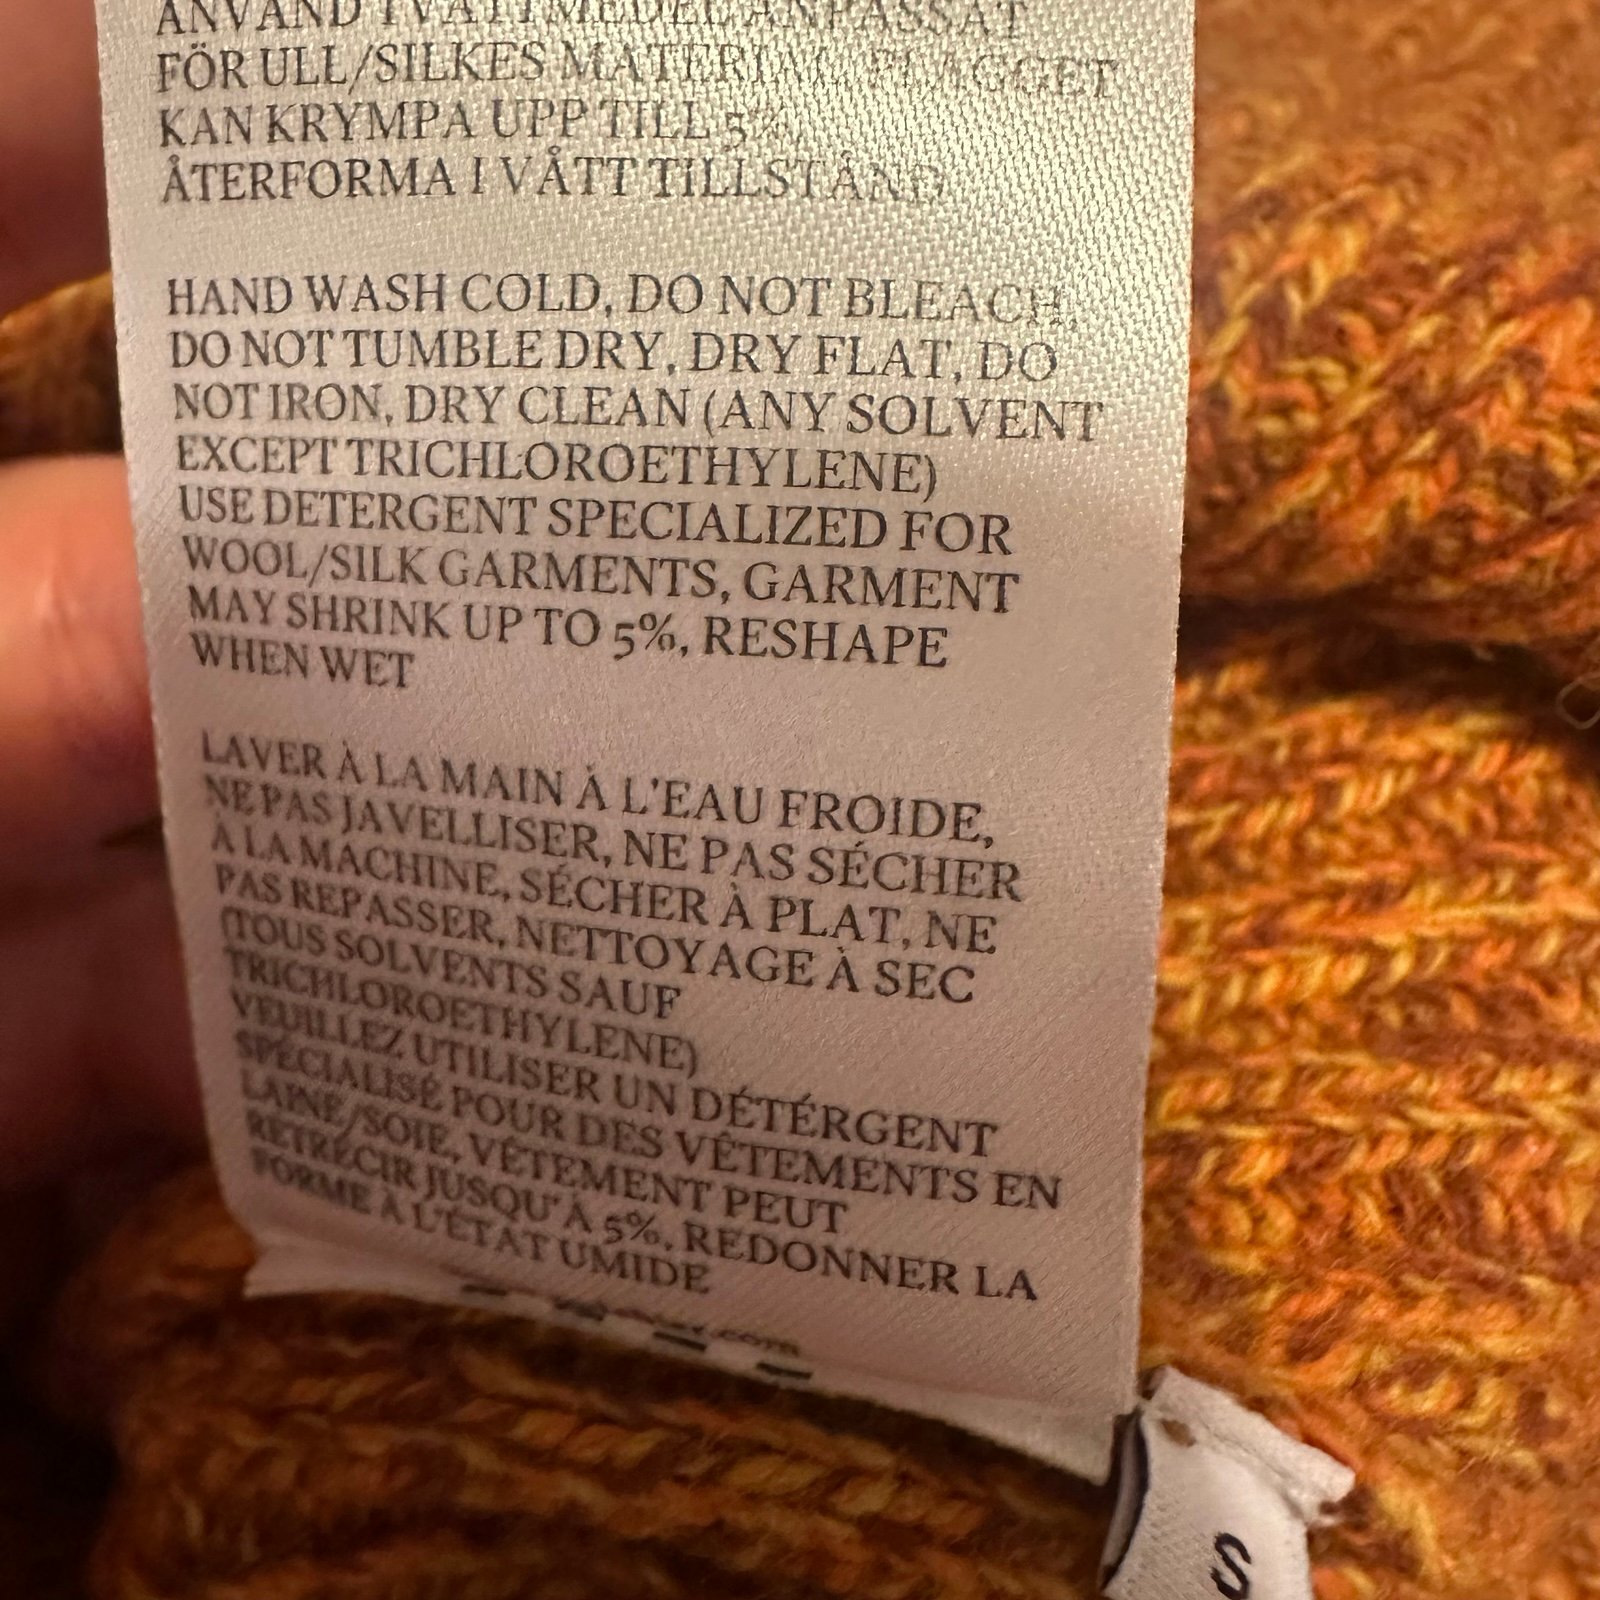 ANVÄND TVÄTTMEDEL ANPASSAT
FÖR ULL/SILKES MATERIAL, PLAGGET
KAN KRYMPA UPP TILL 5%,
ÅTERFORMA I VÅTT TILLSTÅND
HAND WASH COLD, DO NOT BLEACH,
DO NOT TUMBLE DRY, DRY FLAT, DO
NOT IRON, DRY CLEAN (ANY SOLVENT
EXCEPT TRICHLOROETHYLENE)
USE DETERGENT SPECIALIZED FOR
WOOL/SILK GARMENTS, GARMENT
MAY SHRINK UP TO 5%, RESHAPE
WHEN WET
LAVER À LA MAIN À L'EAU FROIDE,
NE PAS JAVELLISER, NE PAS SÉCHER
À LA MACHINE, SÉCHER À PLAT, NE
PAS REPASSER, NETTOYAGE À SEC
(TOUS SOLVENTS SAUF
TRICHLOROETHYLENE)
VEUILLEZ UTILISER UN DÉTÉRGENT
SPÉCIALISÉ POUR DES VÊTEMENTS EN
LAINE/SOIE, VÊTEMENT PEUT
RETRÉCIR JUSQU'À 5%, REDONNER LA
FORME À L'ÉTAT UMIDE
S